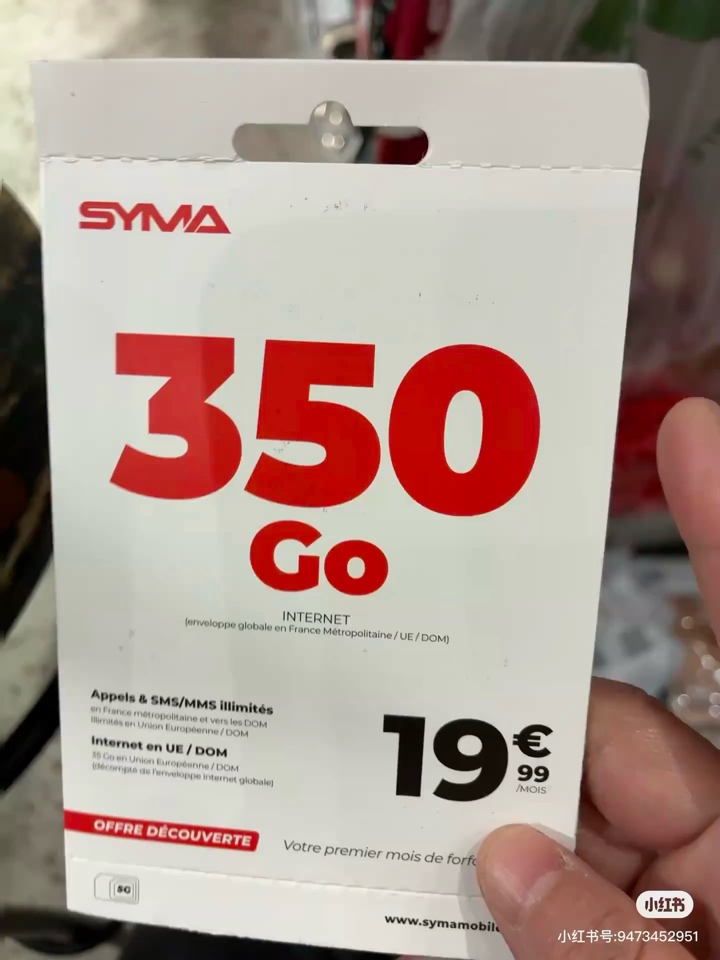 SYMA
350
Go
INTERNET
(enveloppe globale en France Métropolitaine / UE / DOM)
Appels & SMS/MMS illimités
en France métropolitaine et vers les DOM
Illimités en Union Européenne / DOM
Internet en UE / DOM
35 Go en Union Européenne / DOM
(décompté de l'enveloppe internet globale)
19€99
/MOIS
OFFRE DÉCOUVERTE
Votre premier mois de forf
5G
www.symamobile
小红书
小红书号:9473452951